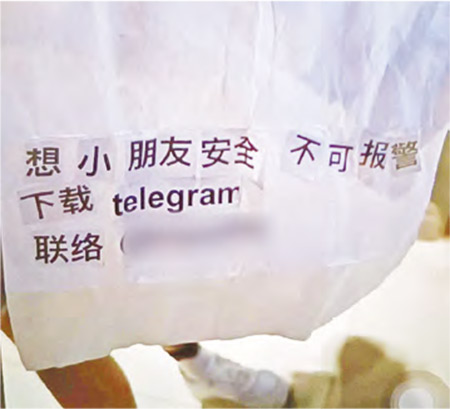 想小朋友安全 不可报警
下载 telegram
联络